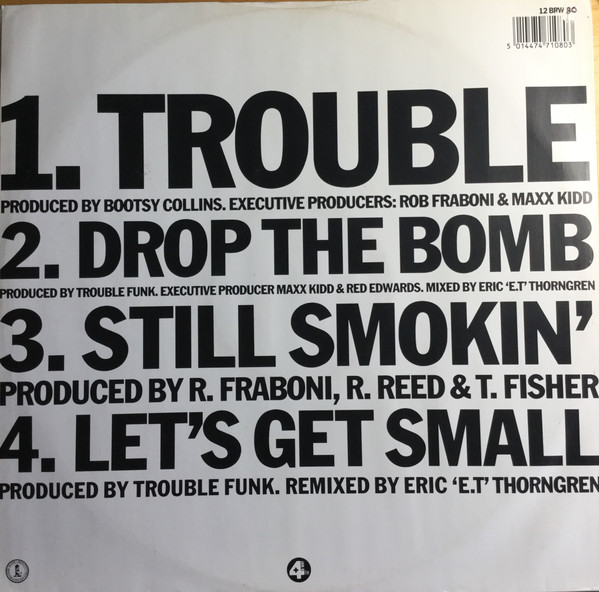 12 BRW 80
5 014474 710803
1. TROUBLE
PRODUCED BY BOOTSY COLLINS. EXECUTIVE PRODUCERS: ROB FRABONI & MAXX KIDD
2. DROP THE BOMB
PRODUCED BY TROUBLE FUNK. EXECUTIVE PRODUCER MAXX KIDD & RED EDWARDS. MIXED BY ERIC ‘E.T’ THORNGREN
3. STILL SMOKIN’
PRODUCED BY R. FRABONI, R. REED & T. FISHER
4. LET’S GET SMALL
PRODUCED BY TROUBLE FUNK. REMIXED BY ERIC ‘E.T’ THORNGREN
4